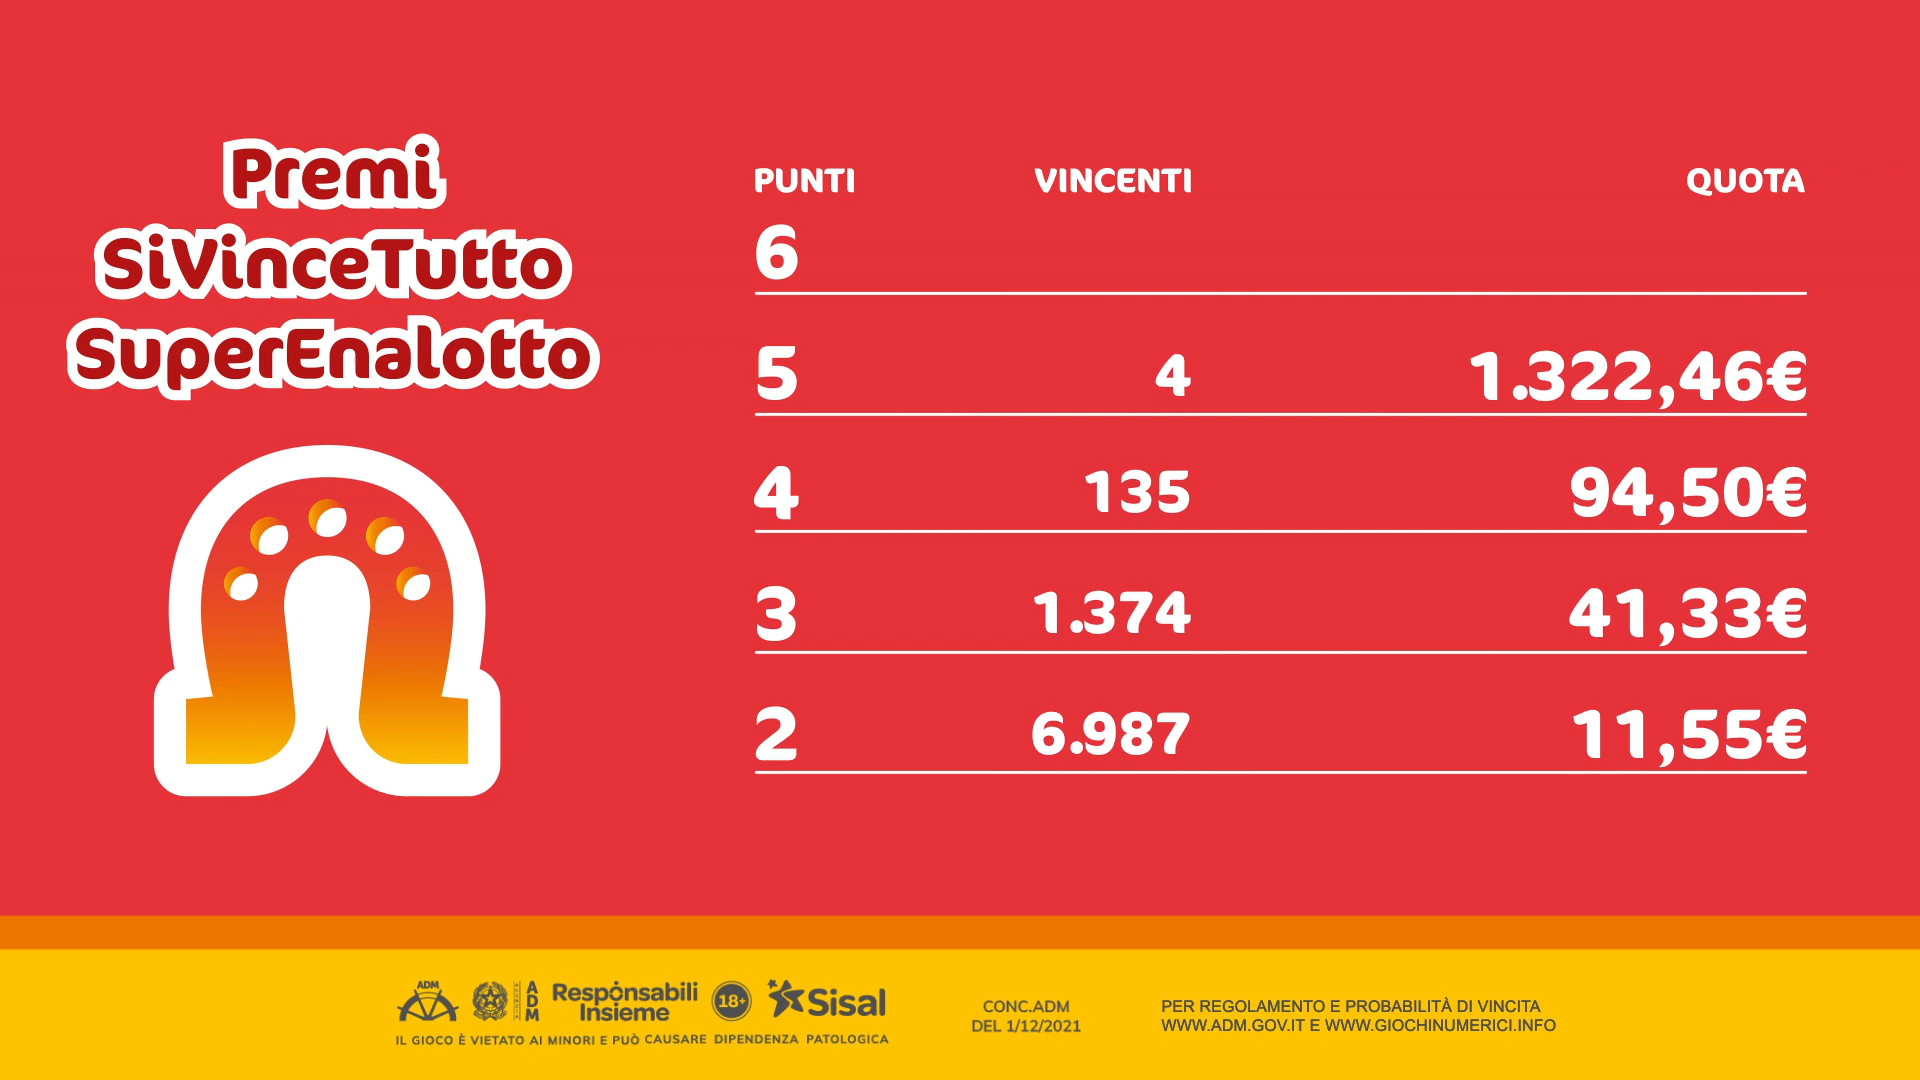 Premi
SiVinceTutto
SuperEnalotto
PUNTI VINCENTI QUOTA
6
5 4 1.322,46€
4 135 94,50€
3 1.374 41,33€
2 6.987 11,55€
ADM
ADM
Responsabili
Insieme
18+
Sisal
IL GIOCO È VIETATO AI MINORI E PUÒ CAUSARE DIPENDENZA PATOLOGICA
CONC.ADM
DEL 1/12/2021
PER REGOLAMENTO E PROBABILITÀ DI VINCITA
WWW.ADM.GOV.IT E WWW.GIOCHINUMERICI.INFO